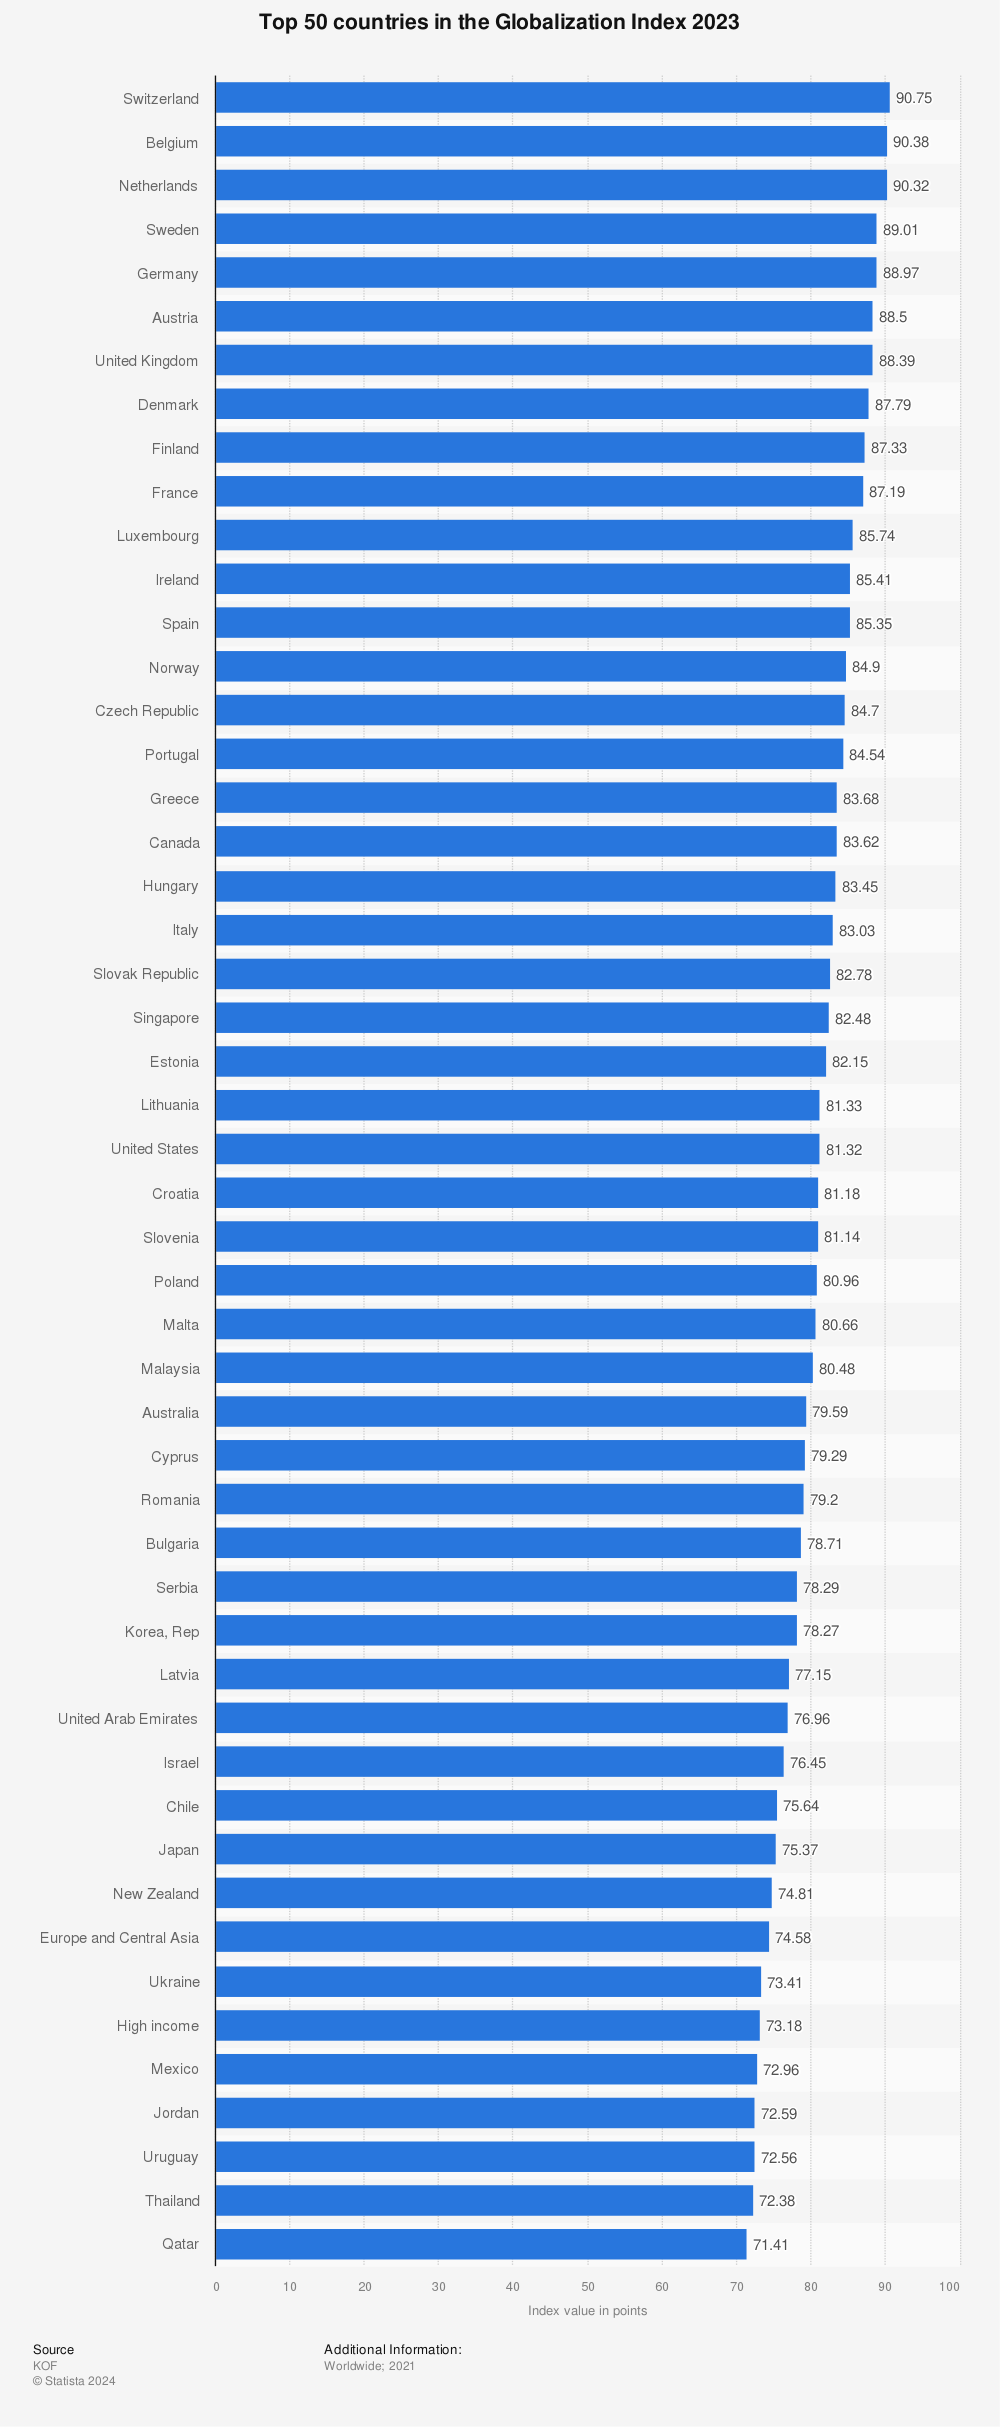 Top 50 countries in the Globalization Index 2023
Switzerland 90.75
Belgium 90.38
Netherlands 90.32
Sweden 89.01
Germany 88.97
Austria 88.5
United Kingdom 88.39
Denmark 87.79
Finland 87.33
France 87.19
Luxembourg 85.74
Ireland 85.41
Spain 85.35
Norway 84.9
Czech Republic 84.7
Portugal 84.54
Greece 83.68
Canada 83.62
Hungary 83.45
Italy 83.03
Slovak Republic 82.78
Singapore 82.48
Estonia 82.15
Lithuania 81.33
United States 81.32
Croatia 81.18
Slovenia 81.14
Poland 80.96
Malta 80.66
Malaysia 80.48
Australia 79.59
Cyprus 79.29
Romania 79.2
Bulgaria 78.71
Serbia 78.29
Korea, Rep 78.27
Latvia 77.15
United Arab Emirates 76.96
Israel 76.45
Chile 75.64
Japan 75.37
New Zealand 74.81
Europe and Central Asia 74.58
Ukraine 73.41
High income 73.18
Mexico 72.96
Jordan 72.59
Uruguay 72.56
Thailand 72.38
Qatar 71.41
0 10 20 30 40 50 60 70 80 90 100
Index value in points
Source
KOF
© Statista 2024
Additional Information:
Worldwide; 2021